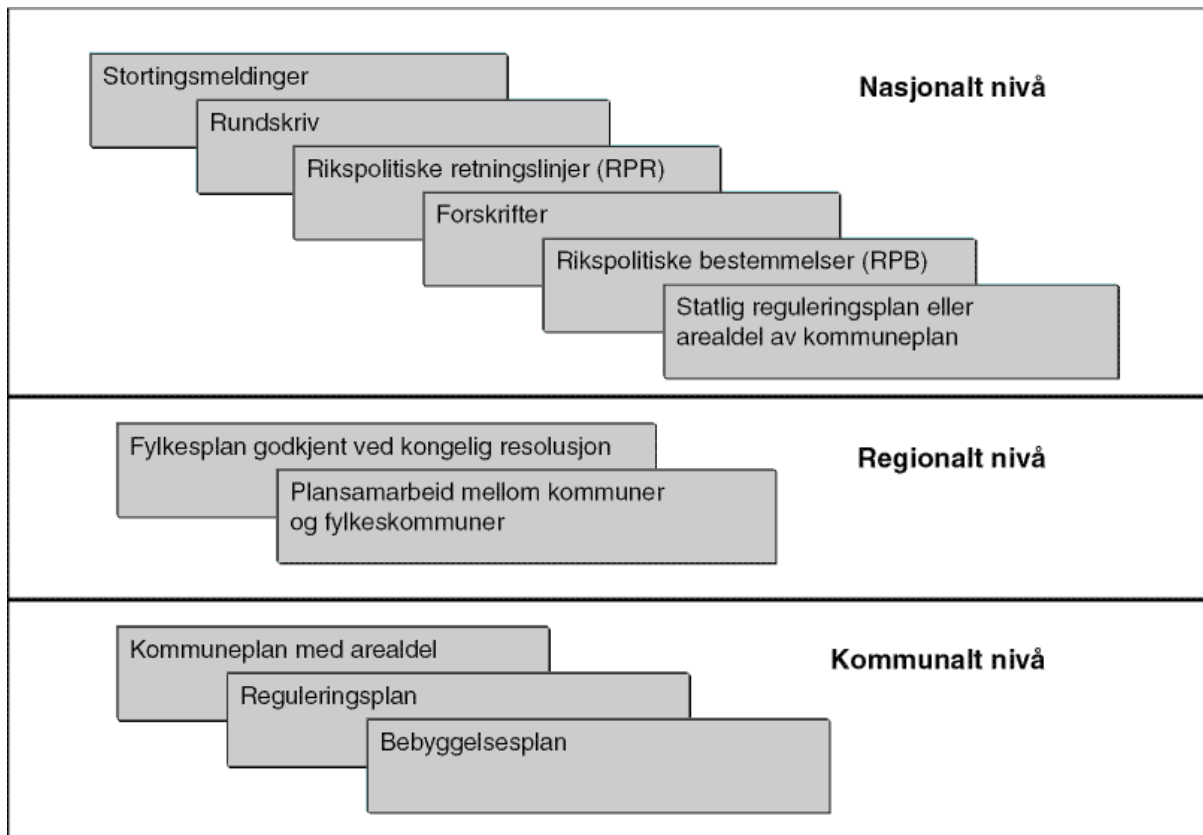 Nasjonalt nivå
Stortingsmeldinger
Rundskriv
Rikspolitiske retningslinjer (RPR)
Forskrifter
Rikspolitiske bestemmelser (RPB)
Statlig reguleringsplan eller
arealdel av kommuneplan
Regionalt nivå
Fylkesplan godkjent ved kongelig resolusjon
Plansamarbeid mellom kommuner
og fylkeskommuner
Kommunalt nivå
Kommuneplan med arealdel
Reguleringsplan
Bebyggelsesplan